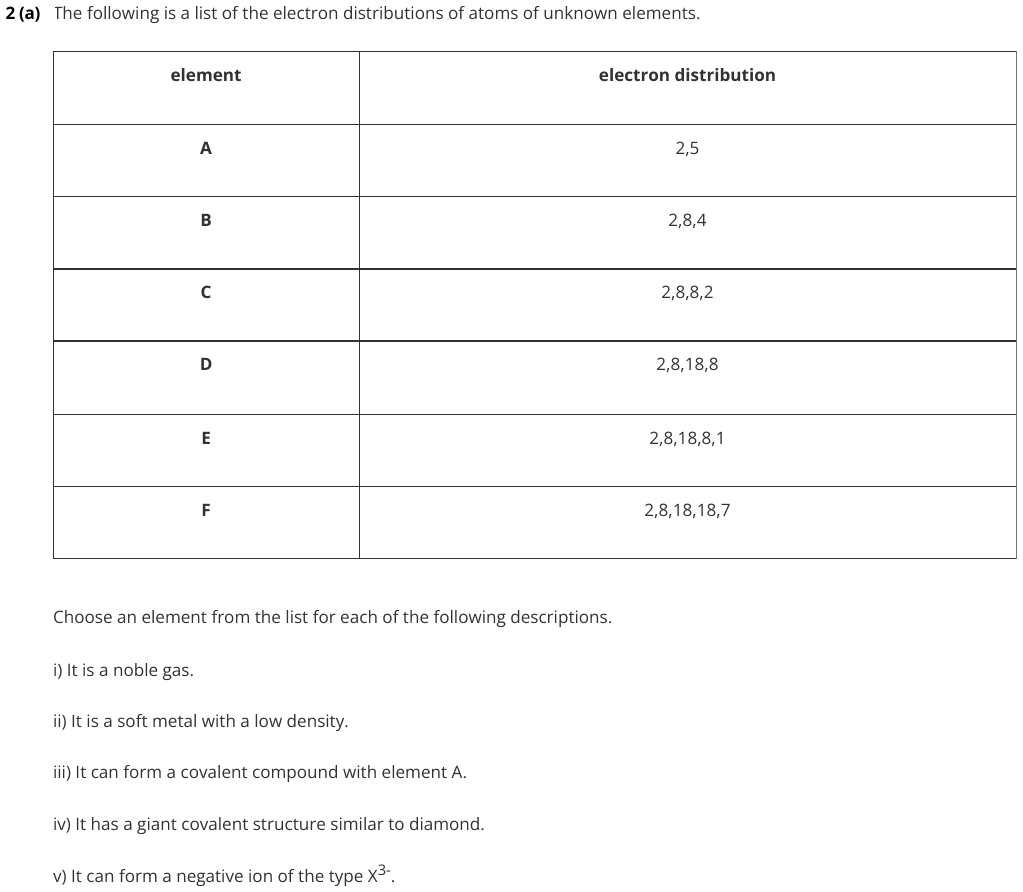 2 (a) The following is a list of the electron distributions of atoms of unknown elements.
element electron distribution
A 2,5
B 2,8,4
C 2,8,8,2
D 2,8,18,8
E 2,8,18,8,1
F 2,8,18,18,7
Choose an element from the list for each of the following descriptions.
i) It is a noble gas.
ii) It is a soft metal with a low density.
iii) It can form a covalent compound with element A.
iv) It has a giant covalent structure similar to diamond.
v) It can form a negative ion of the type X³⁻.